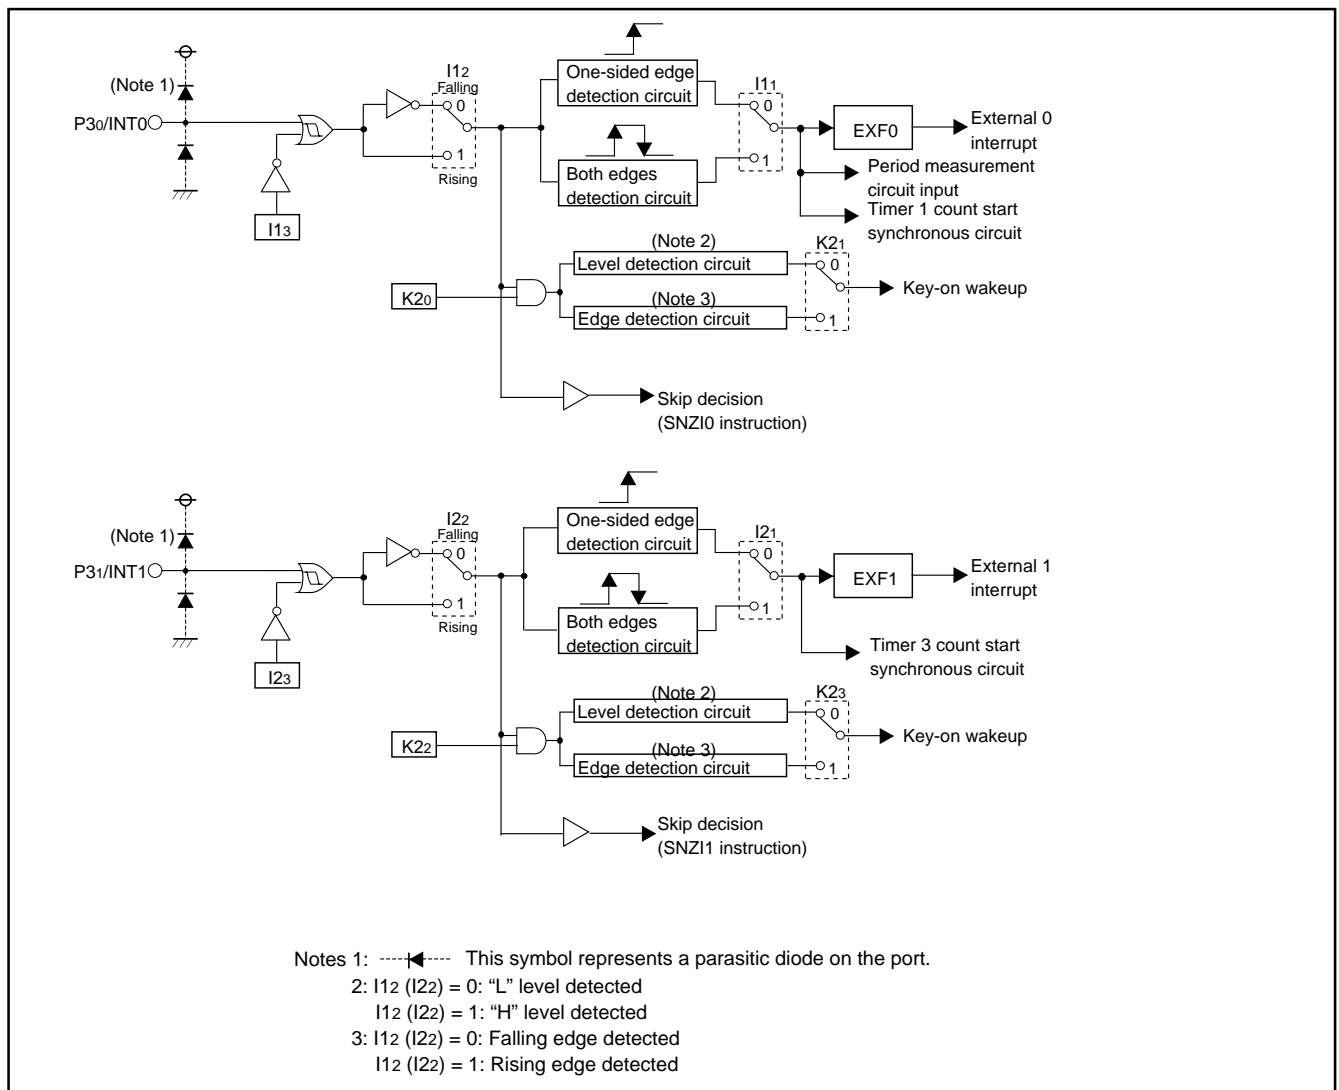 I12
Falling
(Note 1)
0
P30/INT0
1
Rising
I13
One-sided edge
detection circuit
Both edges
detection circuit
I11
0
1
EXF0
External 0
interrupt
Period measurement
circuit input
Timer 1 count start
synchronous circuit
K20
(Note 2)
Level detection circuit
(Note 3)
Edge detection circuit
K21
0
1
Key-on wakeup
Skip decision
(SNZI0 instruction)
I22
Falling
(Note 1)
0
P31/INT1
1
Rising
I23
One-sided edge
detection circuit
Both edges
detection circuit
I21
0
1
EXF1
External 1
interrupt
Timer 3 count start
synchronous circuit
K22
(Note 2)
Level detection circuit
(Note 3)
Edge detection circuit
K23
0
1
Key-on wakeup
Skip decision
(SNZI1 instruction)
Notes 1: This symbol represents a parasitic diode on the port.
2: I12 (I22) = 0: “L” level detected
I12 (I22) = 1: “H” level detected
3: I12 (I22) = 0: Falling edge detected
I12 (I22) = 1: Rising edge detected